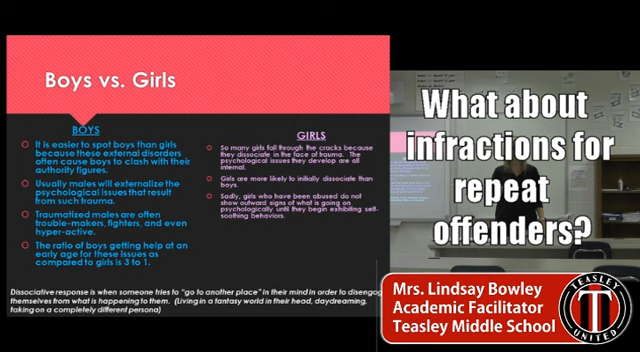 Boys vs. Girls
BOYS
It is easier to spot boys than girls
because these external disorders
often cause boys to clash with their
authority figures.
Usually males will externalize the
psychological issues that result
from such trauma.
Traumatized males are often
trouble-makers, fighters, and even
hyper-active.
The ratio of boys getting help at an
early age for these issues as
compared to girls is 3 to 1.
GIRLS
So many girls fall through the cracks because
they dissociate in the face of trauma. The
psychological issues they develop are all
internal.
Girls are more likely to initially dissociate than
boys.
Sadly, girls who have been abused do not
show outward signs of what is going on
psychologically until they begin exhibiting self-
soothing behaviors.
Dissociative response is when someone tries to "go to another place" in their mind in order to disengag
themselves from what is happening to them. (Living in a fantasy world in their head, daydreaming,
taking on a completely different persona)
What about
infractions for
repeat
offenders?
Mrs. Lindsay Bowley
Academic Facilitator
Teasley Middle School
TEASLEY
T
UNITED